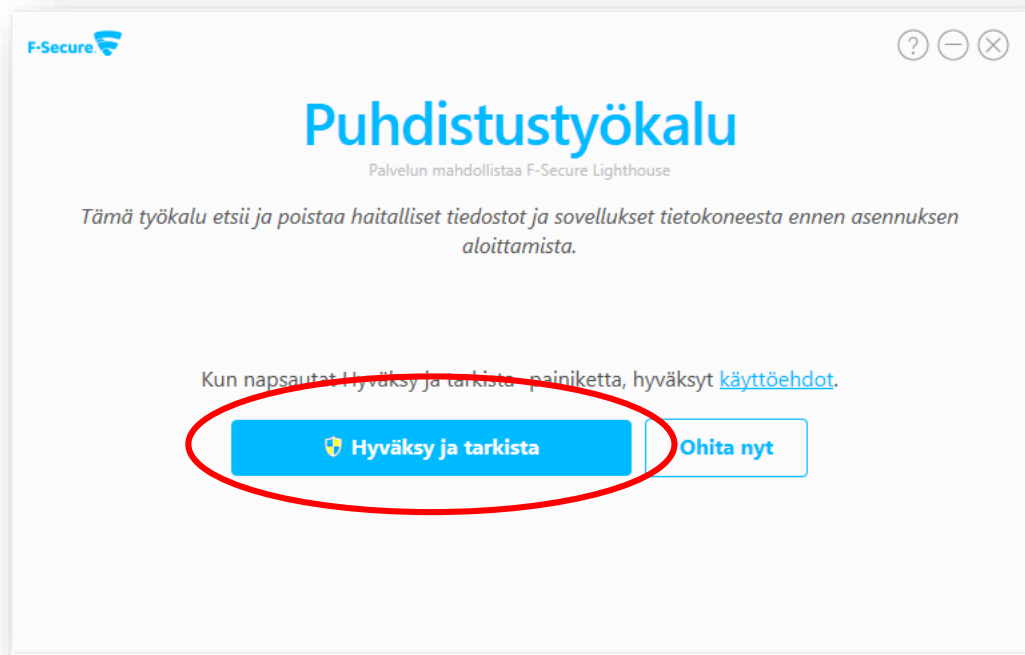 F-Secure.
Puhdistustyökalu
Palvelun mahdollistaa F-Secure Lighthouse
Tämä työkalu etsii ja poistaa haitalliset tiedostot ja sovellukset tietokoneesta ennen asennuksen
aloittamista.
Kun napsautat Hyväksy ja tarkista -painiketta, hyväksyt käyttöehdot.
Hyväksy ja tarkista
Ohita nyt